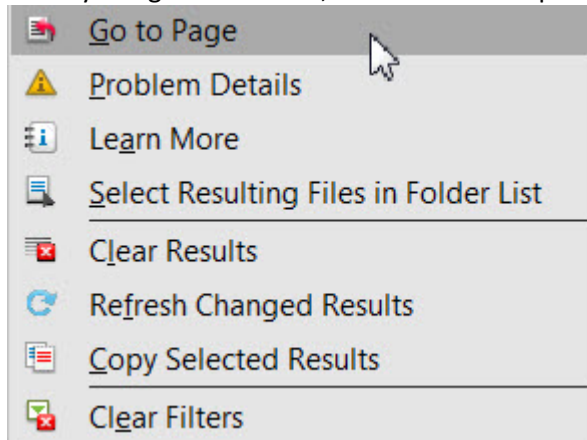 Go to Page
Problem Details
Learn More
Select Resulting Files in Folder List
Clear Results
Refresh Changed Results
Copy Selected Results
Clear Filters